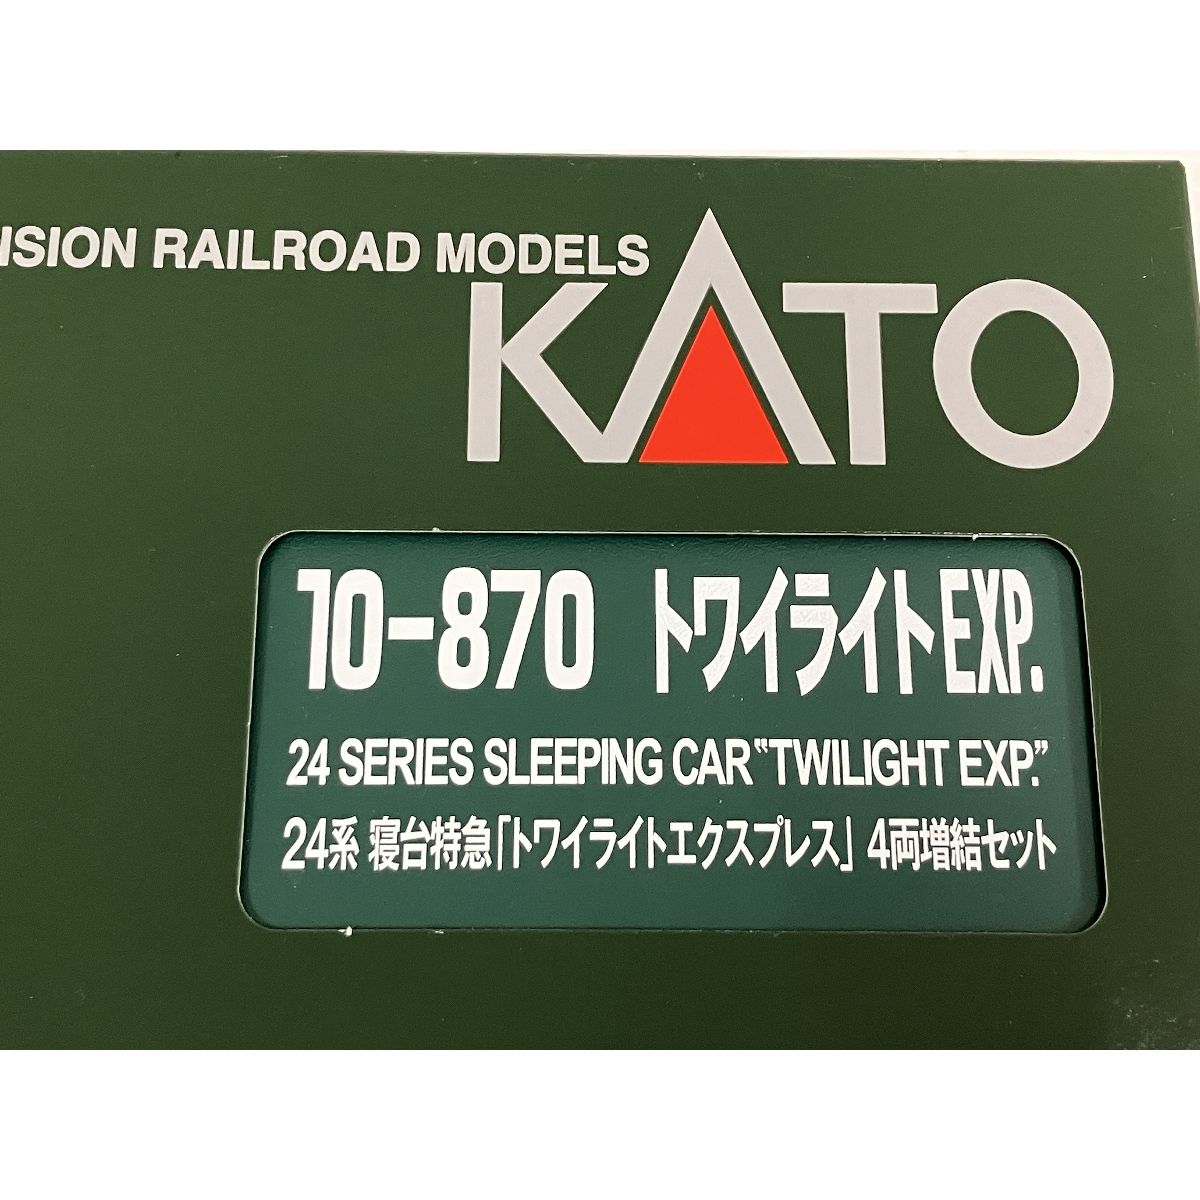 ISION RAILROAD MODELS
KATO
10-870 トワイライトEXP.
24 SERIES SLEEPING CAR “TWILIGHT EXP.”
24系 寝台特急「トワイライトエクスプレス」 4両増結セット